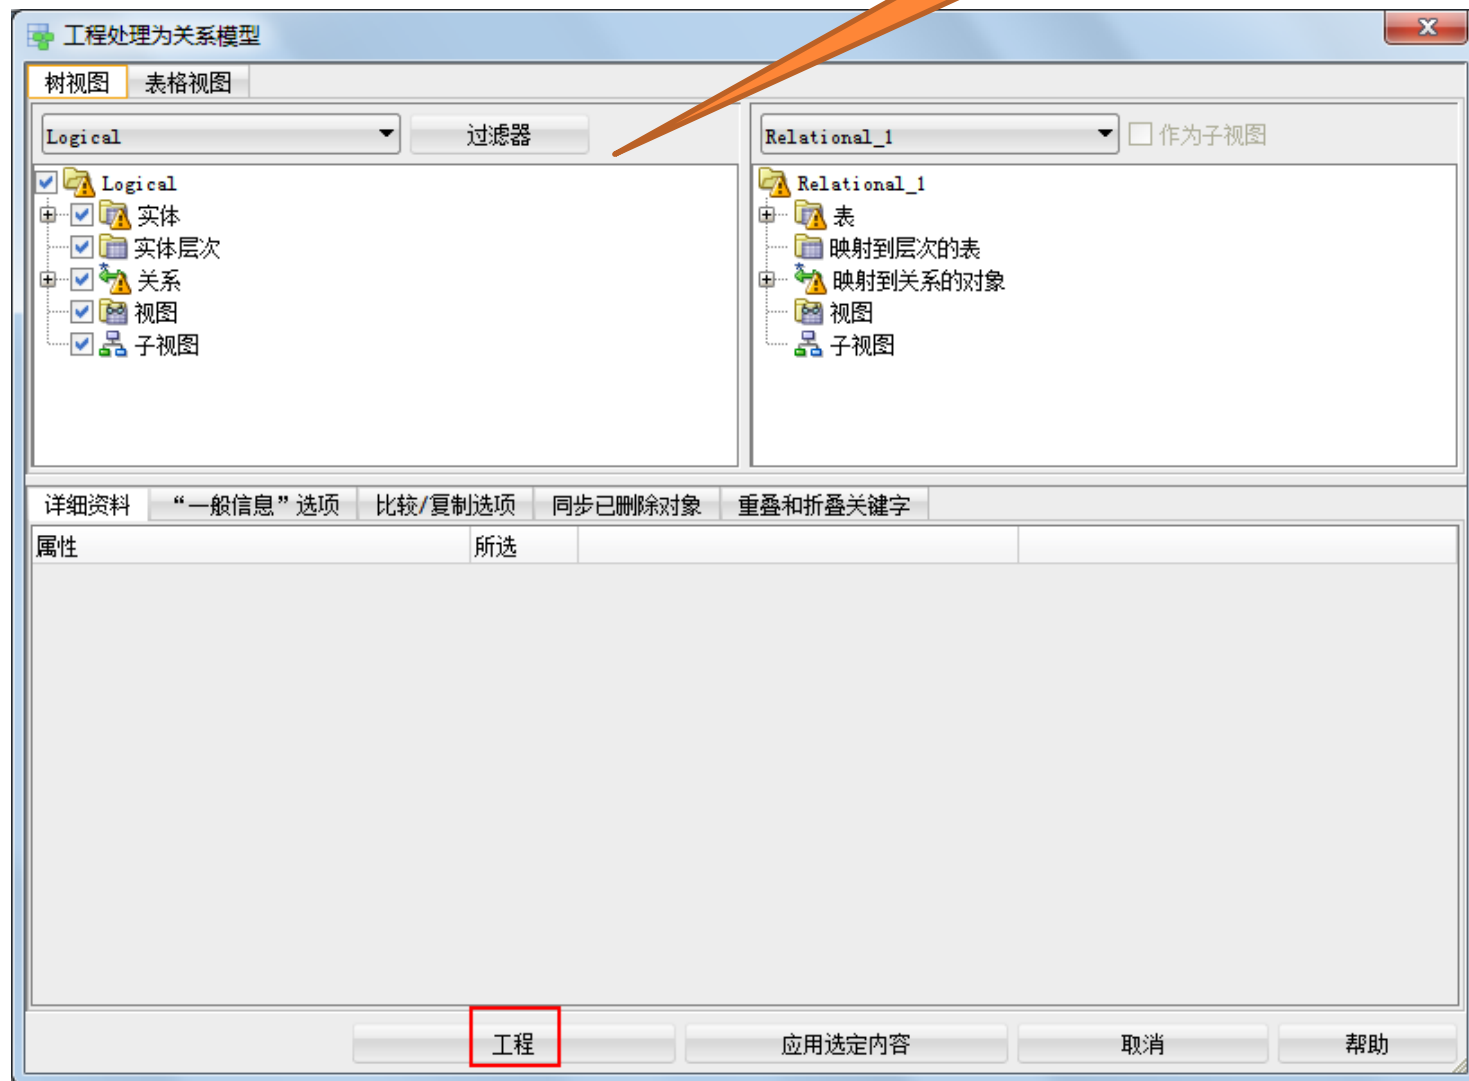 工程处理为关系模型
树视图 表格视图
Logical 过滤器 Relational_1 作为子视图
Logical
实体
实体层次
关系
视图
子视图
Relational_1
表
映射到层次的表
映射到关系的对象
视图
子视图
详细资料 “一般信息”选项 比较/复制选项 同步已删除对象 重叠和折叠关键字
属性 所选
工程 应用选定内容 取消 帮助